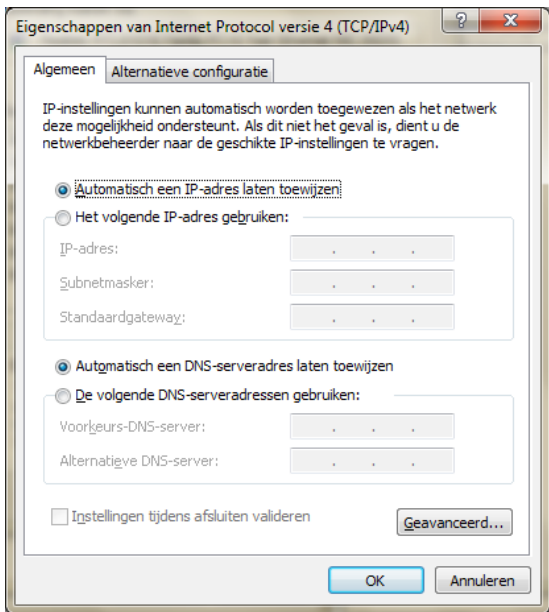 Eigenschappen van Internet Protocol versie 4 (TCP/IPv4)
Algemeen
Alternatieve configuratie
IP-instellingen kunnen automatisch worden toegewezen als het netwerk
deze mogelijkheid ondersteunt. Als dit niet het geval is, dient u de
netwerkbeheerder naar de geschikte IP-instellingen te vragen.
Automatisch een IP-adres laten toewijzen
Het volgende IP-adres gebruiken:
IP-adres:
Subnetmasker:
Standaardgateway:
Automatisch een DNS-serveradres laten toewijzen
De volgende DNS-serveradressen gebruiken:
Voorkeurs-DNS-server:
Alternatieve DNS-server:
Instellingen tijdens afsluiten valideren
Geavanceerd...
OK
Annuleren